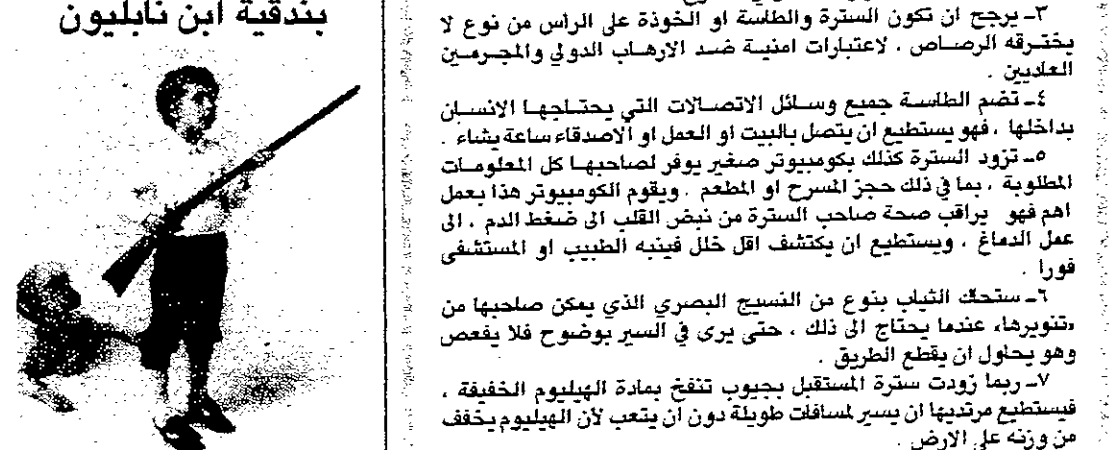 بندقية ابن نابليون
٣ـ يرجح ان تكون السترة والطاسة او الخوذة على الراس من نوع لا
يخترقه الرصاص ، لاعتبارات امنية ضد الارهاب الدولي والمجرمين
العاديين .
٤ـ تضم الطاسة جميع وسائل الاتصالات التي يحتاجها الانسان
بداخلها ، فهو يستطيع ان يتصل بالبيت او العمل او الاصدقاء ساعة يشاء .
٥ـ تزود السترة كذلك بكومبيوتر صغير يوفر لصاحبها كل المعلومات
المطلوبة ، بما في ذلك حجز المسرح او المطعم . ويقوم الكومبيوتر هذا بعمل
اهم فهو يراقب صحة صاحب السترة من نبض القلب الى ضغط الدم ، الى
عمل الدماغ ، ويستطيع ان يكتشف اقل خلل فينبه الطبيب او المستشفى
فورا .
٦ـ ستحاك الثياب بنوع من النسيج البصري الذي يمكن صاحبها من
«تنويرها» عندما يحتاج الى ذلك ، حتى يرى في السير بوضوح فلا يفعص
وهو يحاول ان يقطع الطريق .
٧ـ ربما زودت سترة المستقبل بجيوب تنفخ بمادة الهيليوم الخفيفة ،
فيستطيع مرتديها ان يسير لمسافات طويلة دون ان يتعب لأن الهيليوم يخفف
من وزنه على الارض .